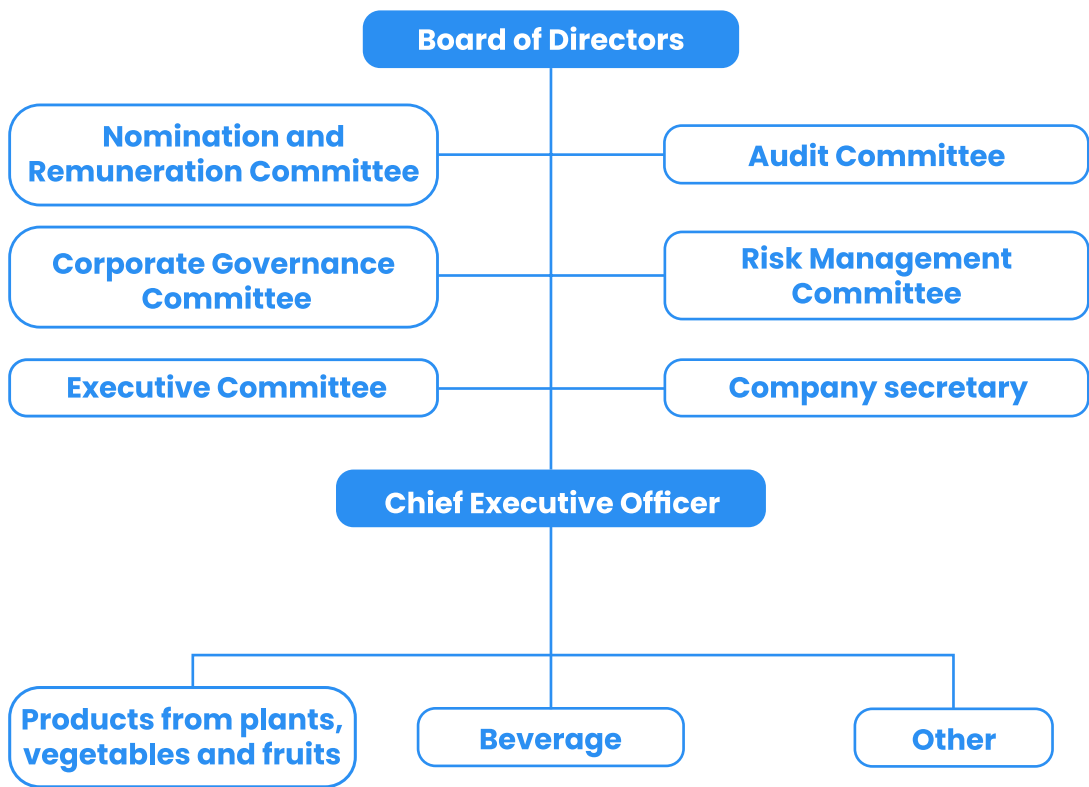 Board of Directors
Nomination and
Remuneration Committee
Audit Committee
Corporate Governance
Committee
Risk Management
Committee
Executive Committee
Company secretary
Chief Executive Officer
Products from plants,
vegetables and fruits
Beverage
Other